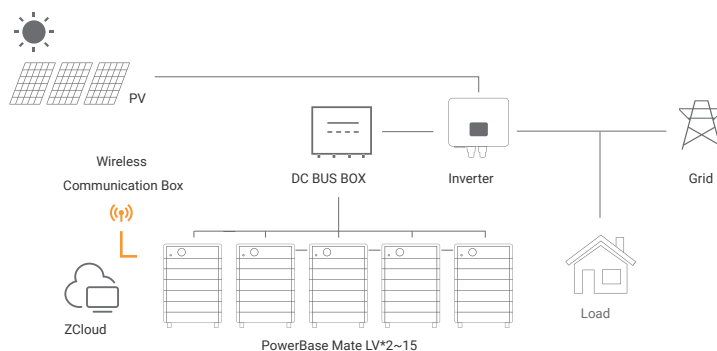 PV
Wireless
Communication Box
DC BUS BOX
Inverter
Grid
Load
ZCloud
PowerBase Mate LV*2~15